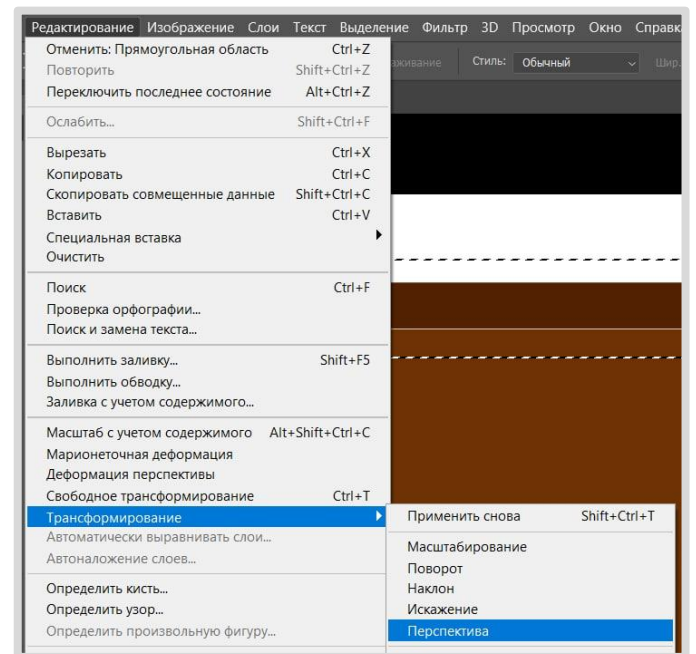 Редактирование Изображение Слои Текст Выделение Фильтр 3D Просмотр Окно Справка
Отменить: Прямоугольная область Ctrl+Z
Повторить Shift+Ctrl+Z
Переключить последнее состояние Alt+Ctrl+Z
Стиль: Обычный Шир.
Ослабить... Shift+Ctrl+F
Вырезать Ctrl+X
Копировать Ctrl+C
Скопировать совмещенные данные Shift+Ctrl+C
Вставить Ctrl+V
Специальная вставка
Очистить
Поиск Ctrl+F
Проверка орфографии...
Поиск и замена текста...
Выполнить заливку... Shift+F5
Выполнить обводку...
Заливка с учетом содержимого...
Масштаб с учетом содержимого Alt+Shift+Ctrl+C
Марионеточная деформация
Деформация перспективы
Свободное трансформирование Ctrl+T
Трансформирование
Автоматически выравнивать слои...
Автоналожение слоев...
Определить кисть...
Определить узор...
Определить произвольную фигуру...
Применить снова Shift+Ctrl+T
Масштабирование
Поворот
Наклон
Искажение
Перспектива